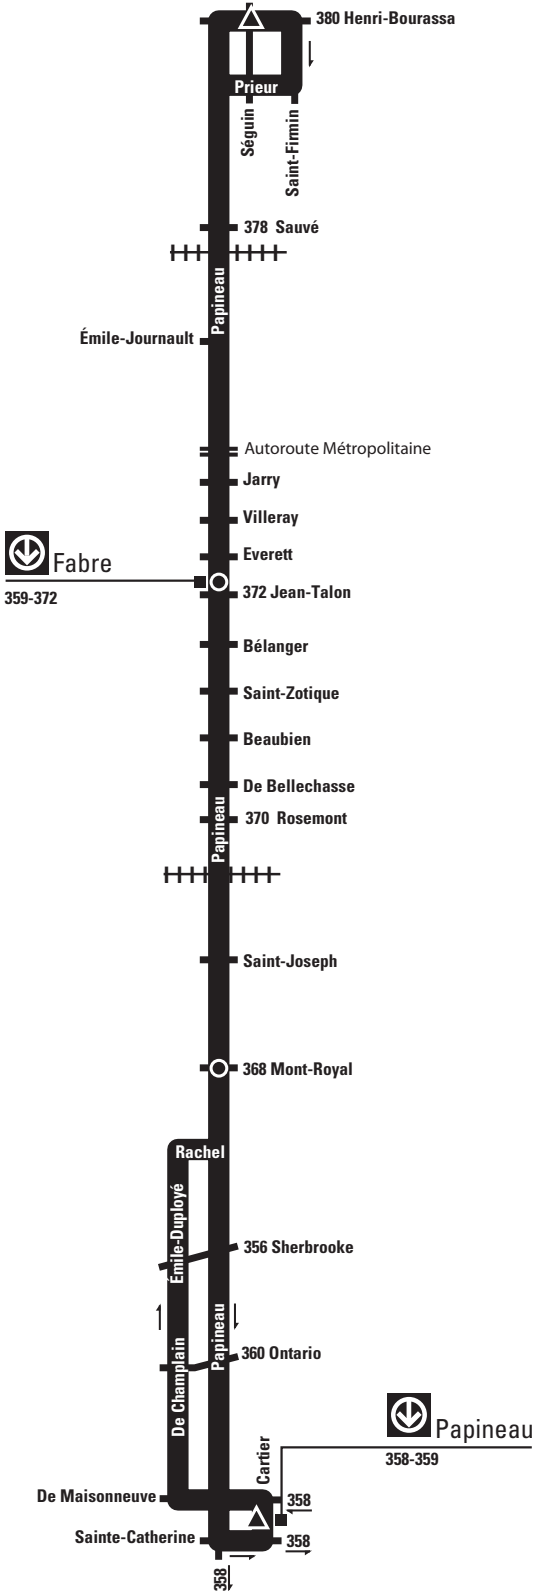 380 Henri-Bourassa
Prieur
Séguin
Saint-Firmin
378 Sauvé
Papineau
Émile-Journault
Autoroute Métropolitaine
Jarry
Villeray
Everett
Fabre
359-372
372 Jean-Talon
Bélanger
Saint-Zotique
Beaubien
De Bellechasse
370 Rosemont
Papineau
Saint-Joseph
368 Mont-Royal
Rachel
Émile-Duployé
356 Sherbrooke
Papineau
360 Ontario
De Champlain
Papineau
358-359
Cartier
De Maisonneuve
358
Sainte-Catherine
358
358